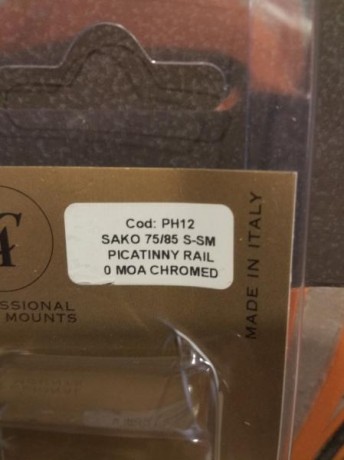 Cod: PH12
SAKO 75/85 S-SM
PICATINNY RAIL
0 MOA CHROMED
MADE IN ITALY
SSIONAL
MOUNTS